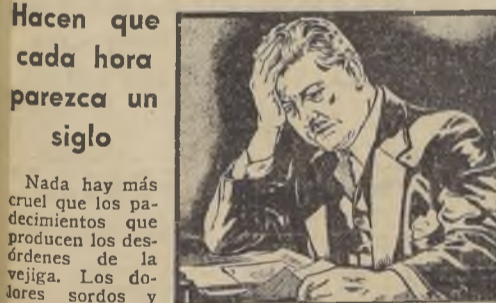 Hacen que
cada hora
parezca un
siglo
Nada hay más
cruel que los pa-
decimientos que
producen los des-
órdenes de la
vejiga. Los do-
lores sordos y